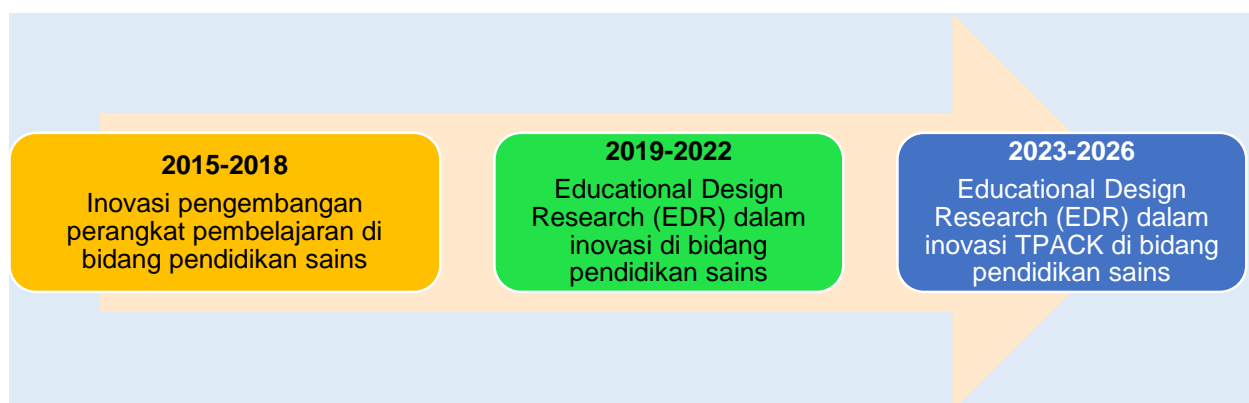 2015-2018
Inovasi pengembangan
perangkat pembelajaran di
bidang pendidikan sains
2019-2022
Educational Design
Research (EDR) dalam
inovasi di bidang
pendidikan sains
2023-2026
Educational Design
Research (EDR) dalam
inovasi TPACK di bidang
pendidikan sains